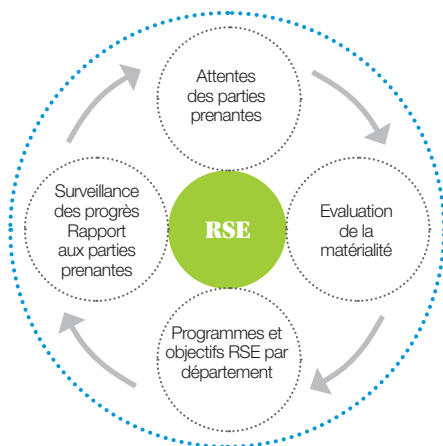 Attentes
des parties
prenantes
Surveillance
des progrès
Rapport
aux parties
prenantes
RSE
Evaluation
de la
matérialité
Programmes et
objectifs RSE par
département